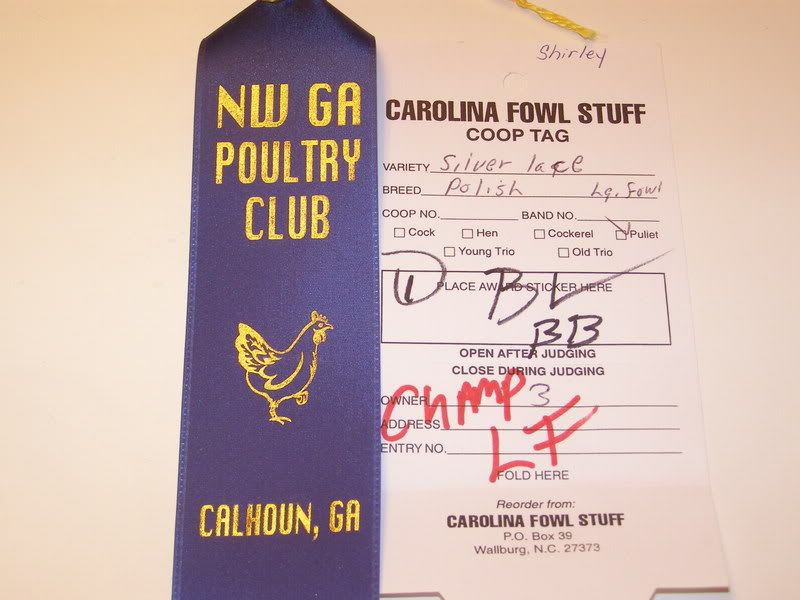 NW GA
POULTRY
CLUB
CALHOUN, GA
Shirley
CAROLINA FOWL STUFF
COOP TAG
VARIETY Silver lace
BREED Polish Lg. Fowl
COOP NO. BAND NO.
Cock Hen Cockerel Puliet
Young Trio Old Trio
PLACE AWARD STICKER HERE
1 BV
BB
OPEN AFTER JUDGING
CLOSE DURING JUDGING
OWNER 3
CHAMP
ADDRESS
LF
ENTRY NO.
FOLD HERE
Reorder from:
CAROLINA FOWL STUFF
P.O. Box 39
Wallburg, N.C. 27373